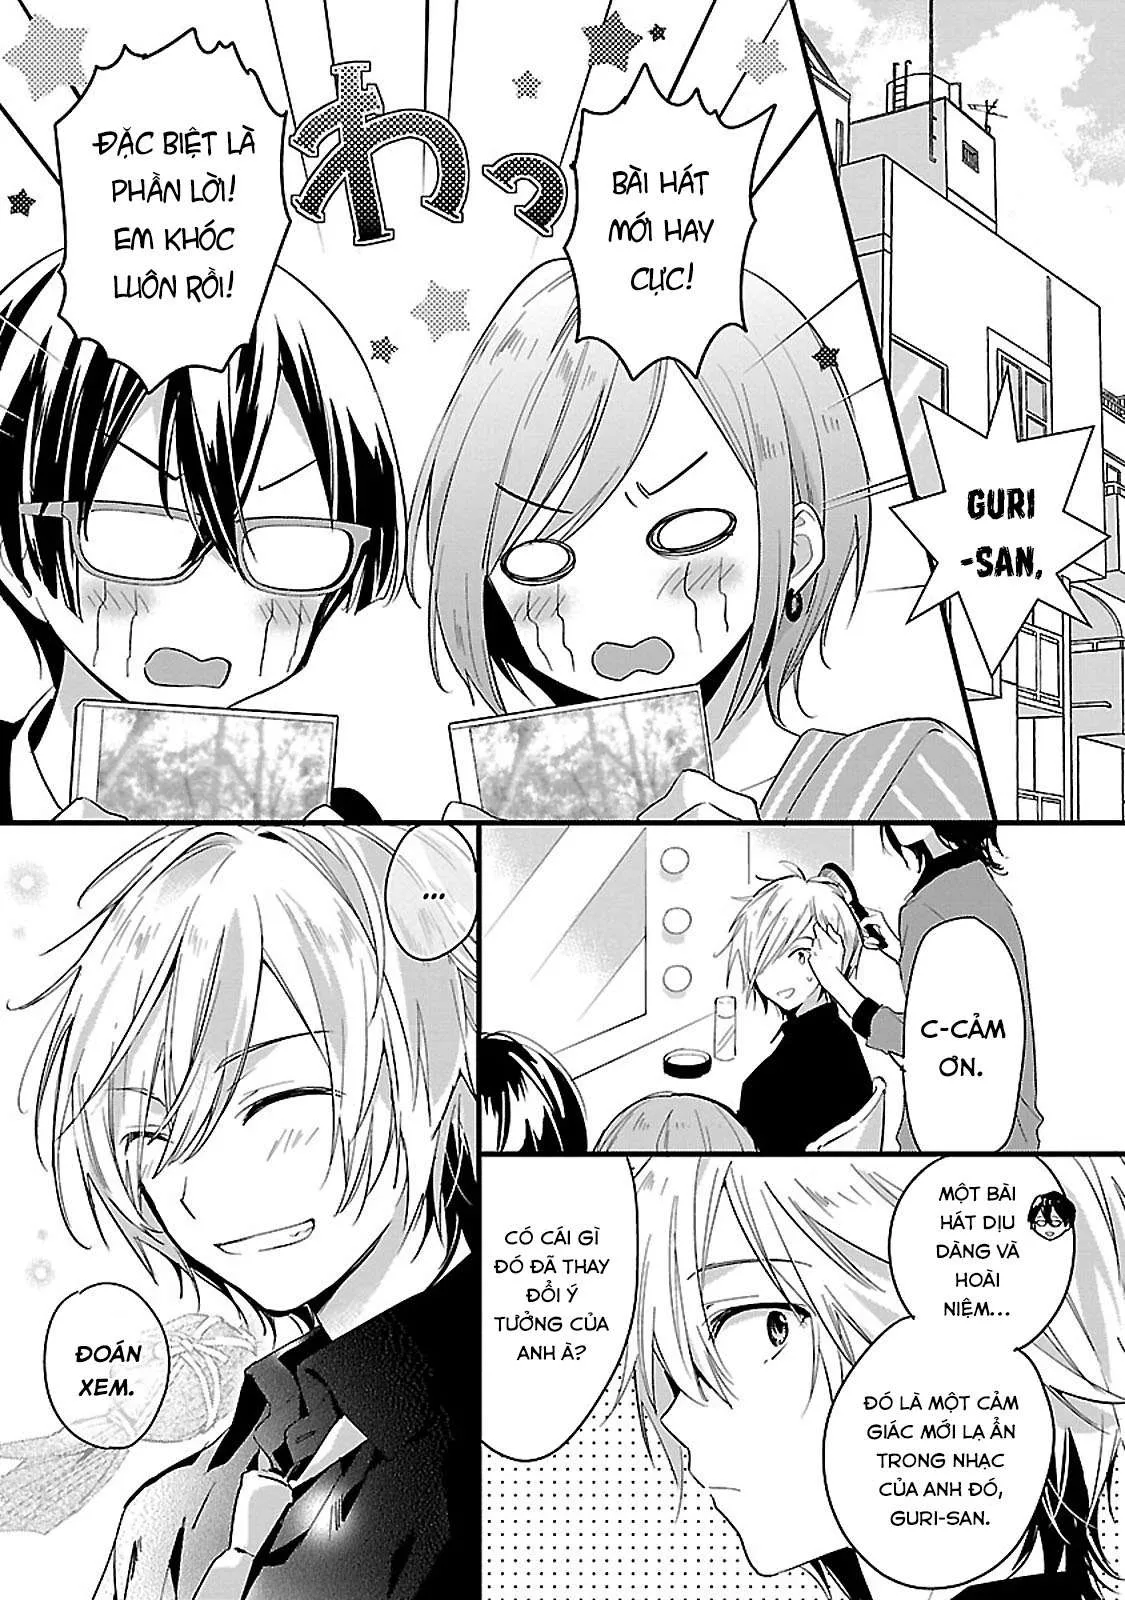 GURI
-SAN,
BÀI HÁT
MỚI HAY
CỰC!
わっ
ĐẶC BIỆT LÀ
PHẦN LỜI!
EM KHÓC
LUÔN RỒI!
C-CẢM
ƠN.
MỘT BÀI
HÁT DỊU
DÀNG VÀ
HOÀI
NIỆM...
ĐÓ LÀ MỘT CẢM
GIÁC MỚI LẠ ẨN
TRONG NHẠC
CỦA ANH ĐÓ,
GURI-SAN.
CÓ CÁI GÌ
ĐÓ ĐÃ THAY
ĐỔI Ý
TƯỞNG CỦA
ANH À?
...
ĐOÁN
XEM.